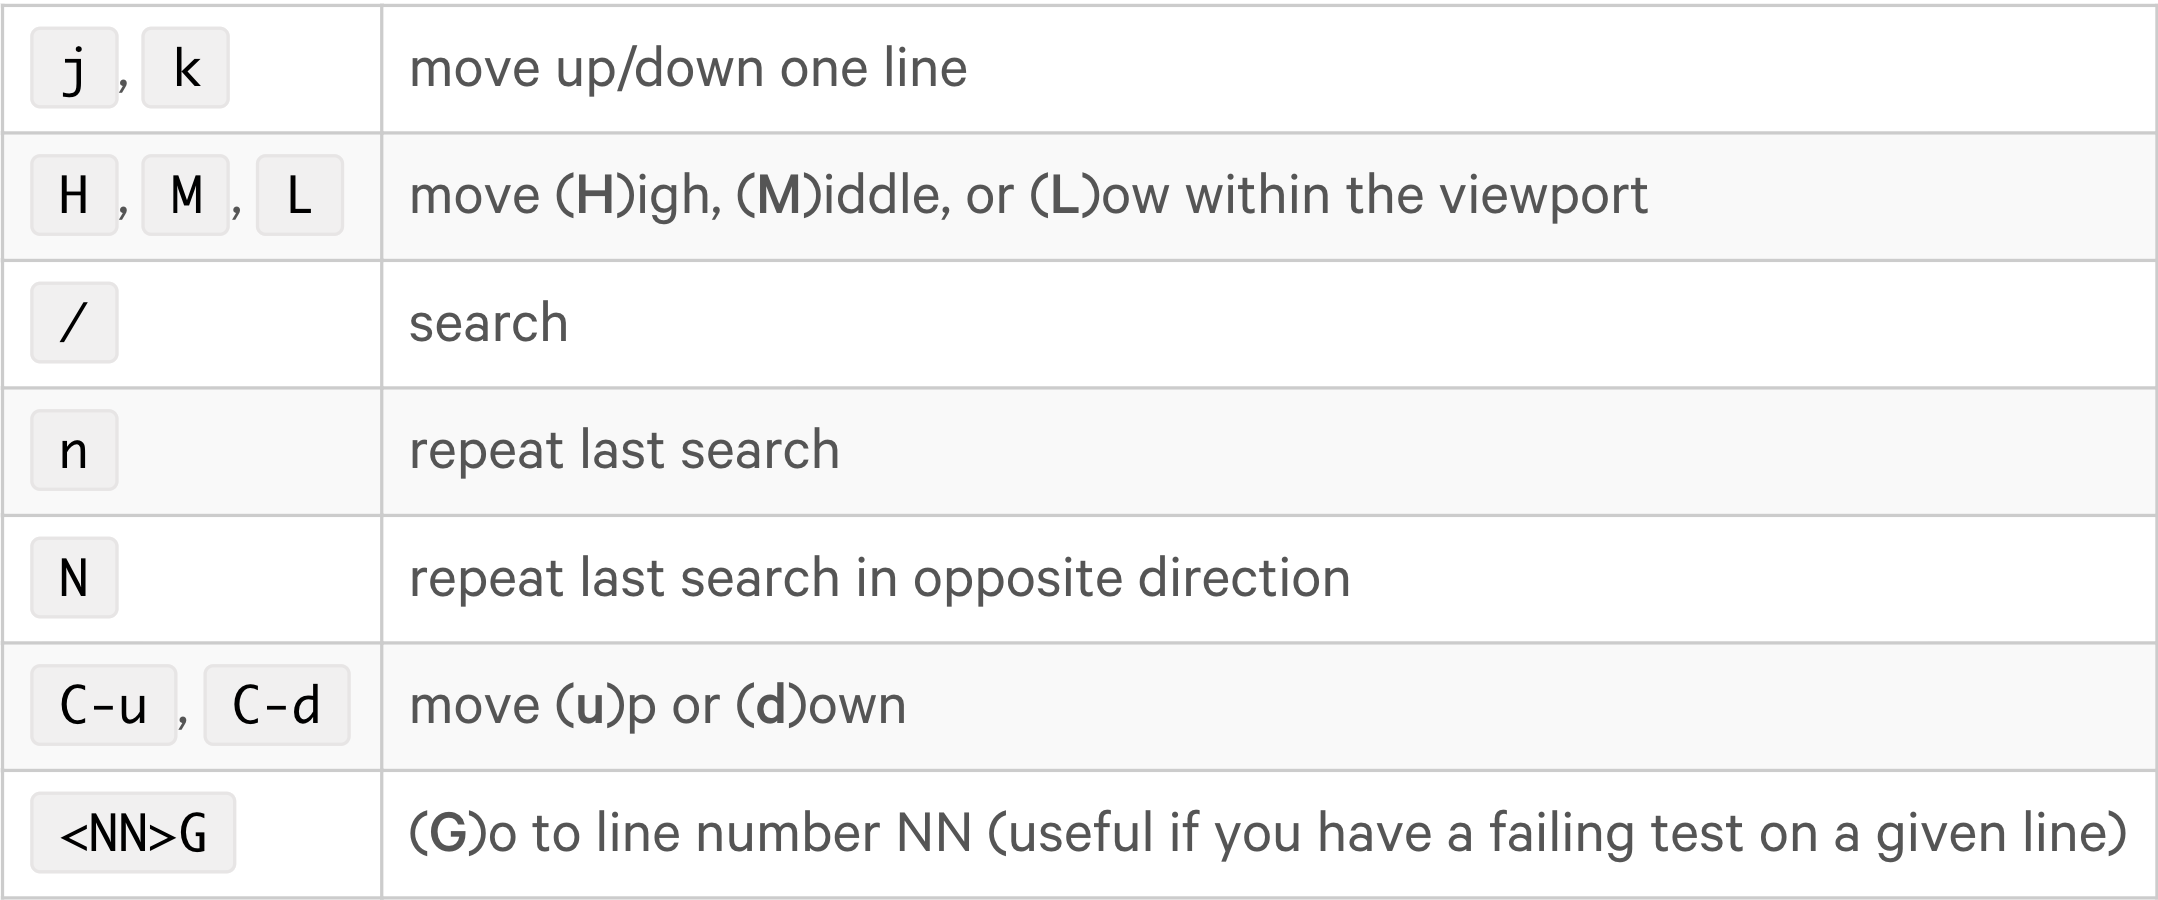 j, k move up/down one line
H, M, L move (H)igh, (M)iddle, or (L)ow within the viewport
/ search
n repeat last search
N repeat last search in opposite direction
C-u, C-d move (u)p or (d)own
<NN>G (G)o to line number NN (useful if you have a failing test on a given line)